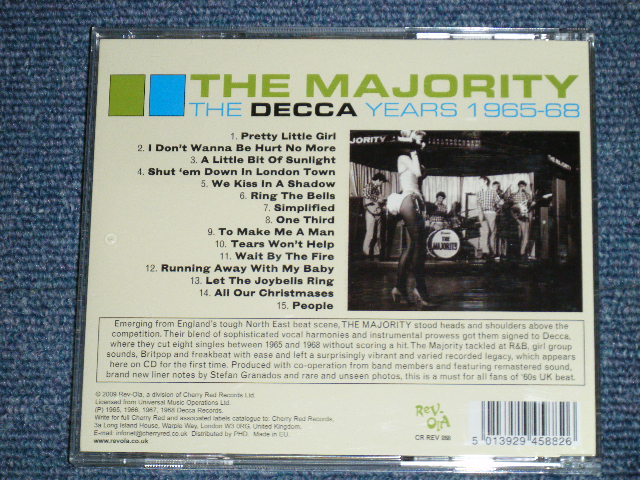 THE MAJORITY
THE DECCA YEARS 1965-68
1. Pretty Little Girl
2. I Don't Wanna Be Hurt No More
3. A Little Bit Of Sunlight
4. Shut 'em Down In London Town
5. We Kiss In A Shadow
6. Ring The Bells
7. Simplified
8. One Third
9. To Make Me A Man
10. Tears Won't Help
11. Wait By The Fire
12. Running Away With My Baby
13. Let The Joybells Ring
14. All Our Christmases
15. People
JORITY
THE MAJOR
THE
MAJORITY
Emerging from England's tough North East beat scene, THE MAJORITY stood heads and shoulders above the
competition. Their blend of sophisticated vocal harmonies and instrumental prowess got them signed to Decca,
where they cut eight singles between 1965 and 1968 without scoring a hit. The Majority tackled at R&B, girl group
sounds, Britpop and freakbeat with ease and left a surprisingly vibrant and varied recorded legacy, which appears
here on CD for the first time. Produced with co-operation from band members and featuring remastered sound,
brand new liner notes by Stefan Granados and rare and unseen photos, this is a must for all fans of '60s UK beat.
© 2009 Rev-Ola, a division of Cherry Red Records Ltd.
Licensed from Universal Music Operations Ltd.
(P) 1965, 1966, 1967, 1968 Decca Records.
Write for full Cherry Red and associated labels catalogue to: Cherry Red Records,
3a Long Island House, Warple Way, London W3 0RG, United Kingdom.
E-mail: infonet@cherryred.co.uk Distributed by PHD. Made in EU.
www.revola.co.uk
REV-OLA
CR REV 288
5 013929 458826